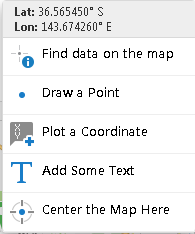 Lat: 36.565450° S
Lon: 143.674260° E
Find data on the map
Draw a Point
Plot a Coordinate
Add Some Text
Center the Map Here